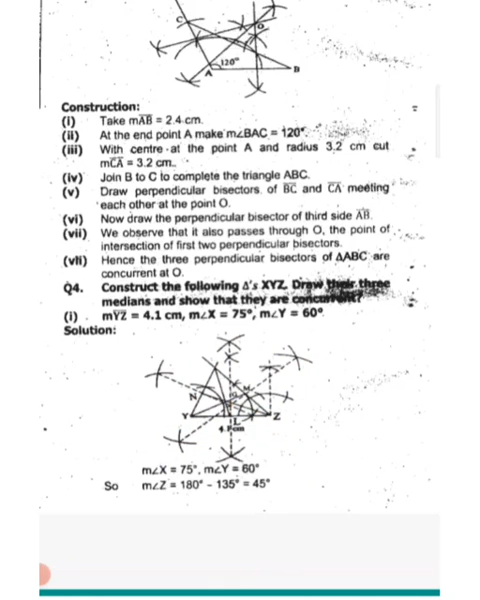 C
O
120°
A
B
Construction:
(i) Take mAB = 2.4 cm.
(ii) At the end point A make m∠BAC = 120°.
(iii) With centre at the point A and radius 3.2 cm cut
mCA = 3.2 cm.
(iv) Join B to C to complete the triangle ABC.
(v) Draw perpendicular bisectors of BC and CA meeting
each other at the point O.
(vi) Now draw the perpendicular bisector of third side AB.
(vii) We observe that it also passes through O, the point of
intersection of first two perpendicular bisectors.
(vii) Hence the three perpendicular bisectors of ΔABC are
concurrent at O.
Q4. Construct the following Δ's XYZ. Draw their three
medians and show that they are concurrent?
(i) mYZ = 4.1 cm, m∠X = 75°, m∠Y = 60°
Solution:
N
M
Y
L
Z
m∠X = 75°, m∠Y = 60°
So m∠Z = 180° – 135° = 45°